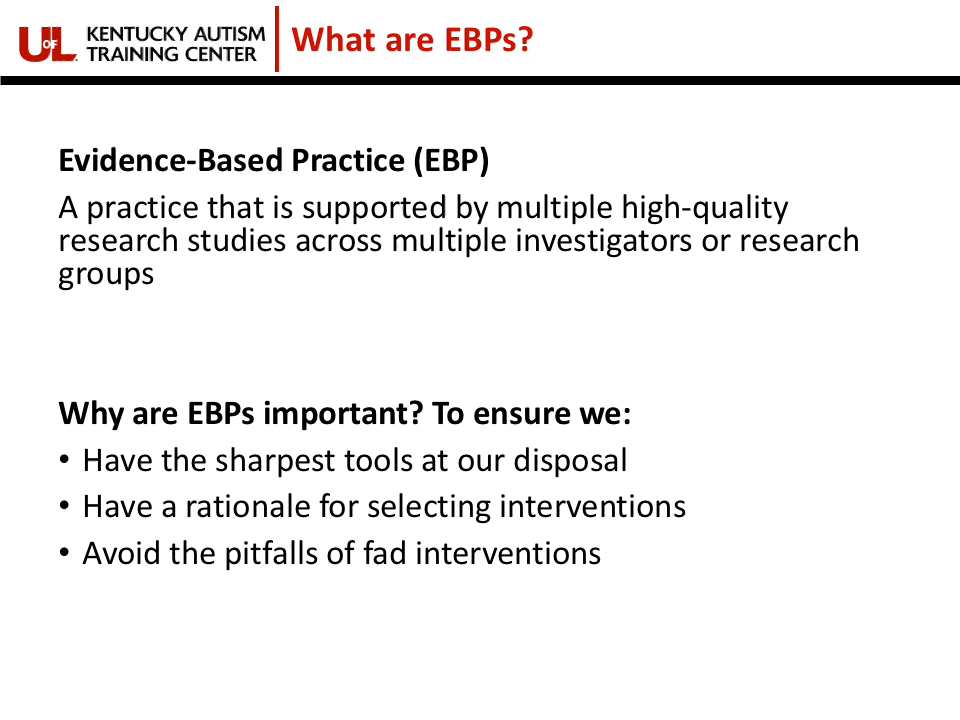 UofL KENTUCKY AUTISM
TRAINING CENTER
What are EBPs?
Evidence-Based Practice (EBP)
A practice that is supported by multiple high-quality
research studies across multiple investigators or research
groups
Why are EBPs important? To ensure we:
• Have the sharpest tools at our disposal
• Have a rationale for selecting interventions
• Avoid the pitfalls of fad interventions